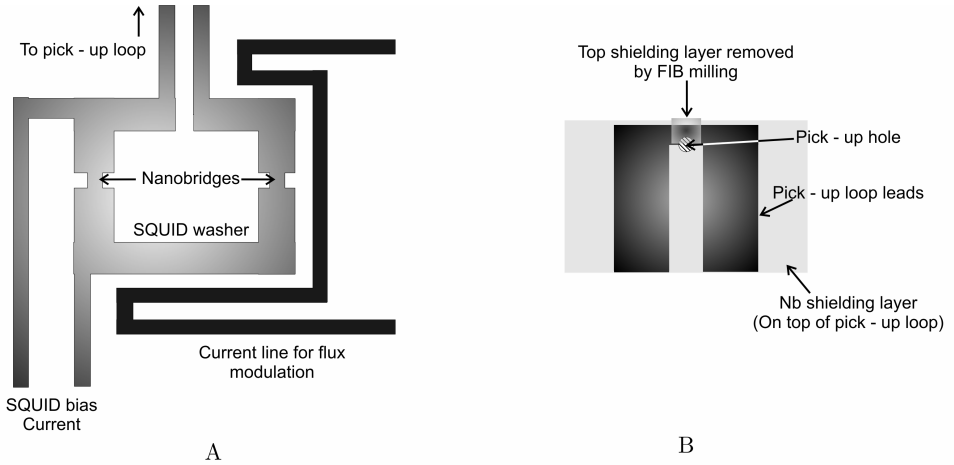 To pick - up loop
Nanobridges
SQUID washer
Current line for flux
modulation
SQUID bias
Current
A
Top shielding layer removed
by FIB milling
Pick - up hole
Pick - up loop leads
Nb shielding layer
(On top of pick - up loop)
B